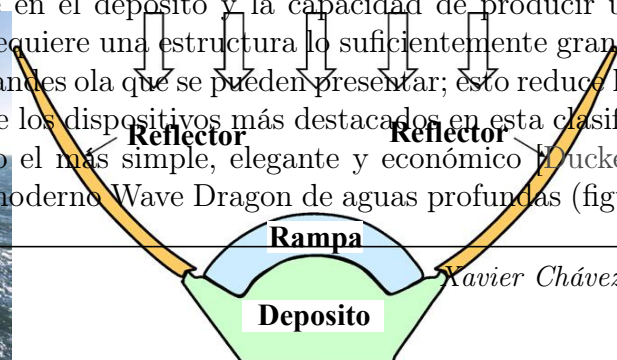 en el deposito y la capacidad de producir
equiere una estructura lo suficientemente gran
andes ola que se pueden presentar; esto reduce
e los dispositivos más destacados en esta clasif
Reflector Reflector
o el más simple, elegante y económico [Ducke
moderno Wave Dragon de aguas profundas (fig
Rampa
Xavier Chávez
Deposito